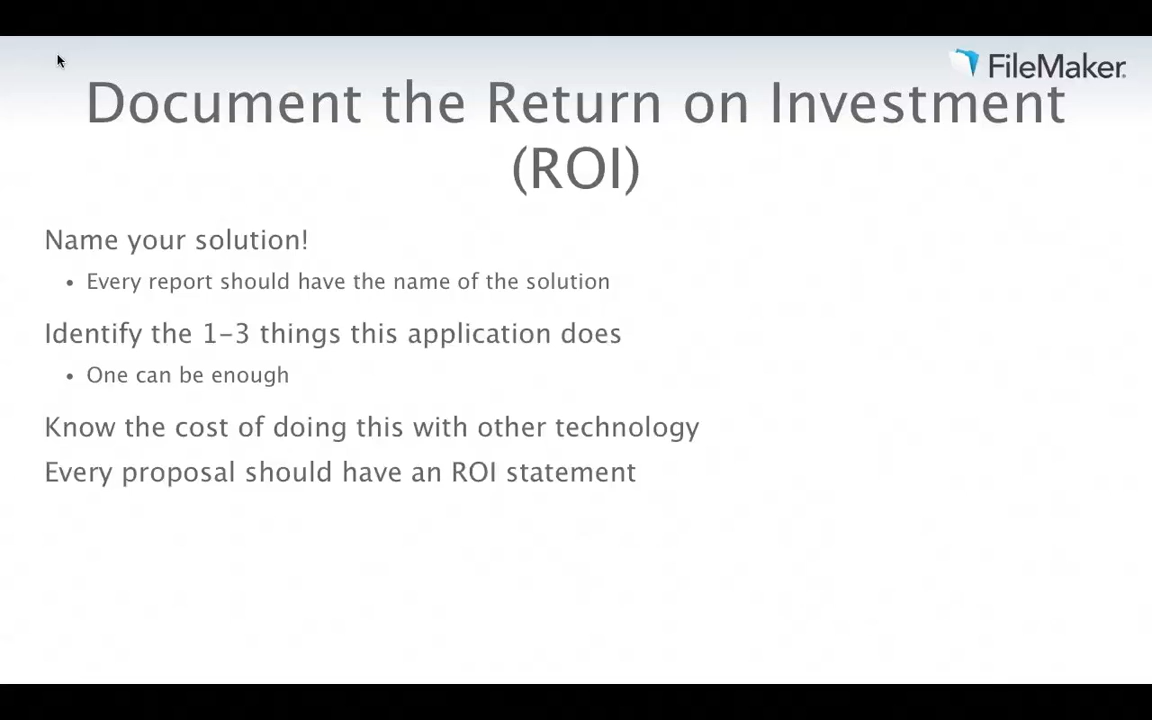 FileMaker.
Document the Return on Investment
(ROI)
Name your solution!
• Every report should have the name of the solution
Identify the 1–3 things this application does
• One can be enough
Know the cost of doing this with other technology
Every proposal should have an ROI statement